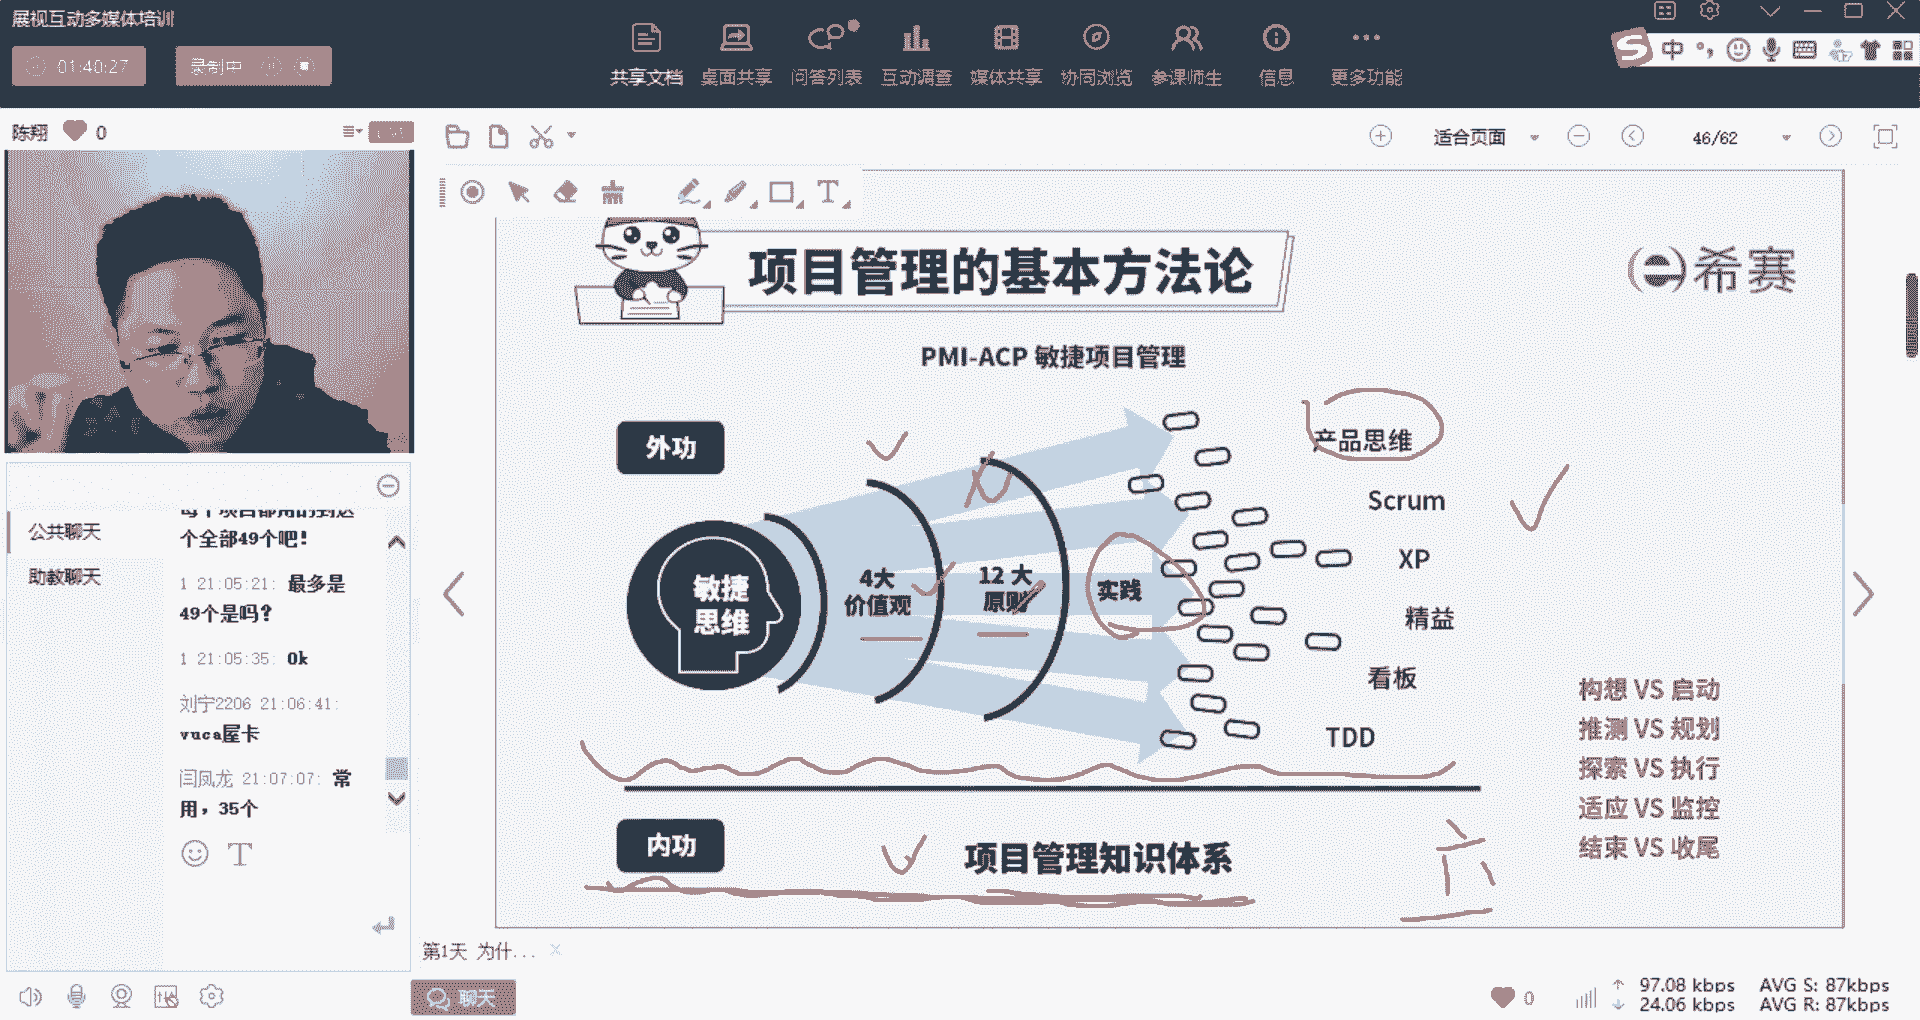 展视互动多媒体培训
01:40:27
录制中
共享文档
桌面共享
问答列表
互动调查
媒体共享
协同浏览
参课师生
信息
更多功能
中
陈翔
0
适合页面
46/62
公共聊天
助教聊天
每个项目都用的到这
个全部49个吧!
1 21:05:21: 最多是
49个是吗?
1 21:05:35: Ok
刘宁2206 21:06:41:
vuca屋卡
闫凤龙 21:07:07: 常
用，35个
项目管理的基本方法论
希赛
PMI-ACP 敏捷项目管理
外功
敏捷
思维
4大
价值观
12 大
原则
实践
产品思维
Scrum
XP
精益
看板
TDD
构想 VS 启动
推测 VS 规划
探索 VS 执行
适应 VS 监控
结束 VS 收尾
内功
项目管理知识体系
第1天 为什...
聊天
0
97.08 kbps
AVG S: 87kbps
24.06 kbps
AVG R: 87kbps